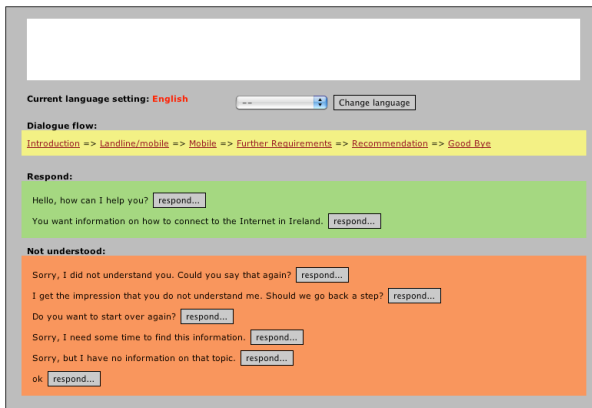 Current language setting: English -- Change language
Dialogue flow:
Introduction => Landline/mobile => Mobile => Further Requirements => Recommendation => Good Bye
Respond:
Hello, how can I help you? respond...
You want information on how to connect to the Internet in Ireland. respond...
Not understood:
Sorry, I did not understand you. Could you say that again? respond...
I get the impression that you do not understand me. Should we go back a step? respond...
Do you want to start over again? respond...
Sorry, I need some time to find this information. respond...
Sorry, but I have no information on that topic. respond...
ok respond...